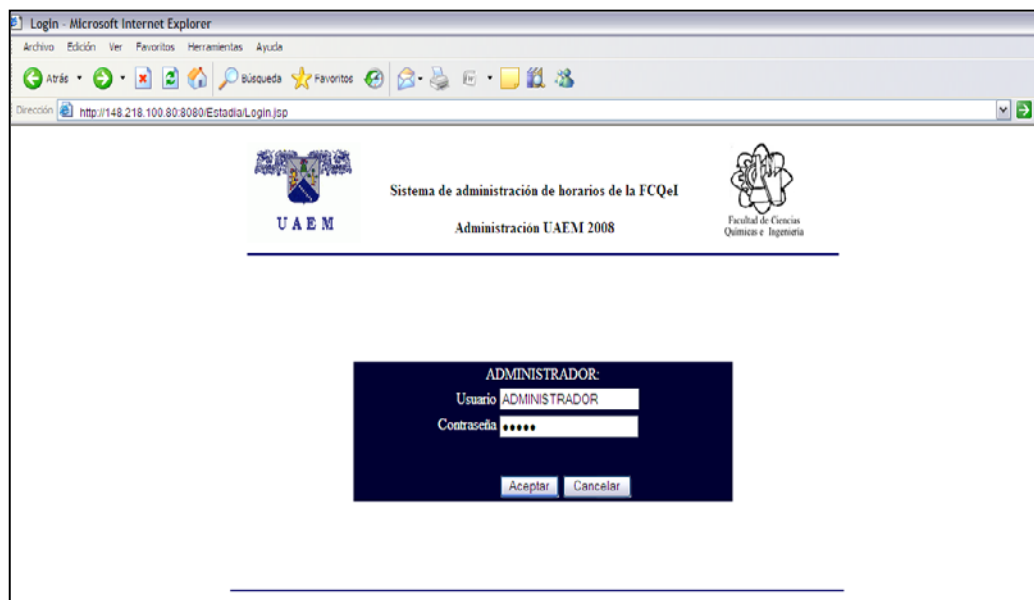 Login - Microsoft Internet Explorer
Archivo Edición Ver Favoritos Herramientas Ayuda
Atrás Búsqueda Favoritos
Dirección http://148.218.100.80:8080/Estadia/Login.jsp
UAEM
Sistema de administración de horarios de la FCQeI
Administración UAEM 2008
Facultad de Ciencias
Químicas e Ingeniería
ADMINISTRADOR:
Usuario ADMINISTRADOR
Contraseña •••••
Aceptar Cancelar